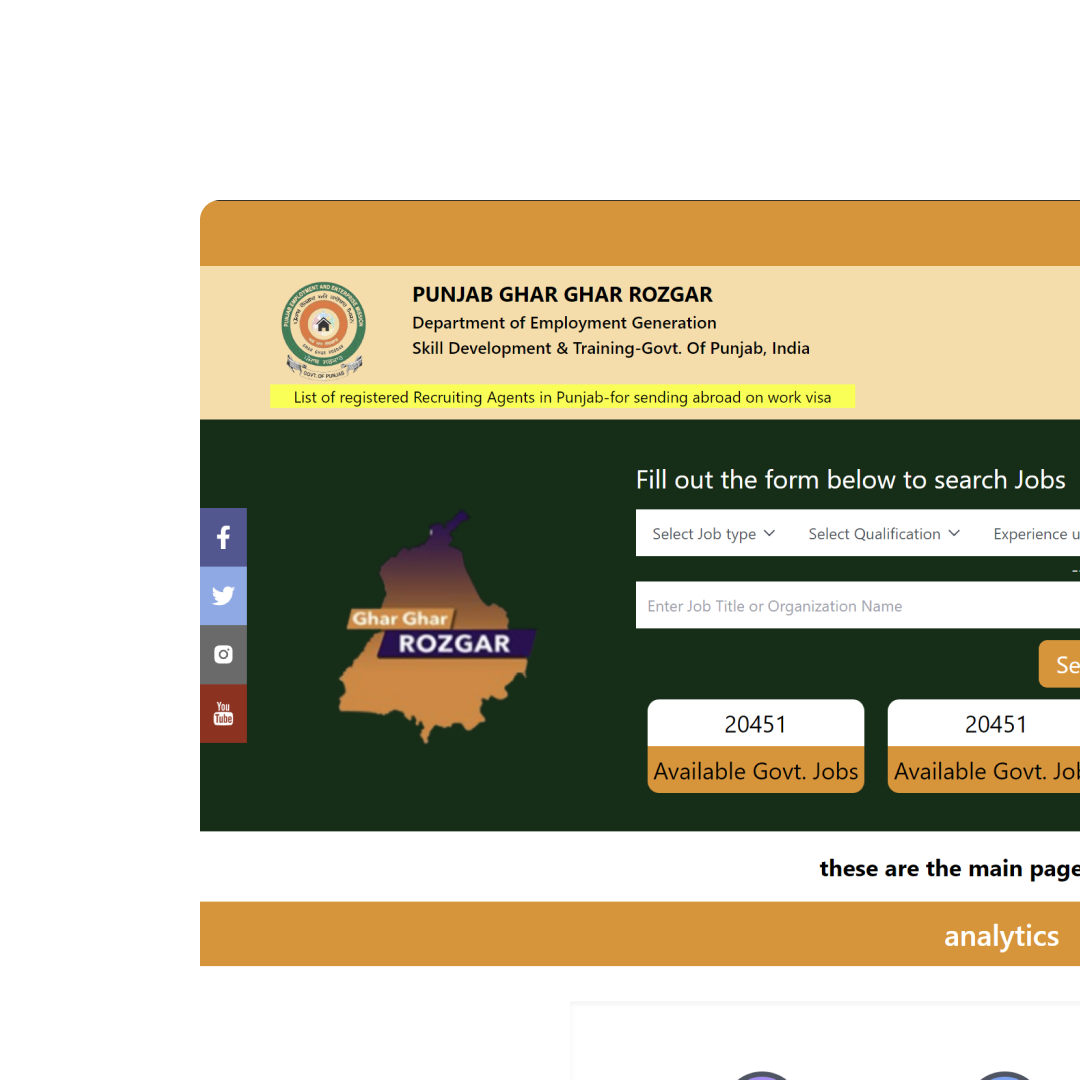 PUNJAB GHAR GHAR ROZGAR
Department of Employment Generation
Skill Development & Training-Govt. Of Punjab, India
GOVT. OF PUNJAB
List of registered Recruiting Agents in Punjab-for sending abroad on work visa
Fill out the form below to search Jobs
Select Job type Select Qualification Experience u
Enter Job Title or Organization Name
Ghar Ghar
ROZGAR
Se
You
Tube
20451 20451
Available Govt. Jobs Available Govt. Job
these are the main page
analytics